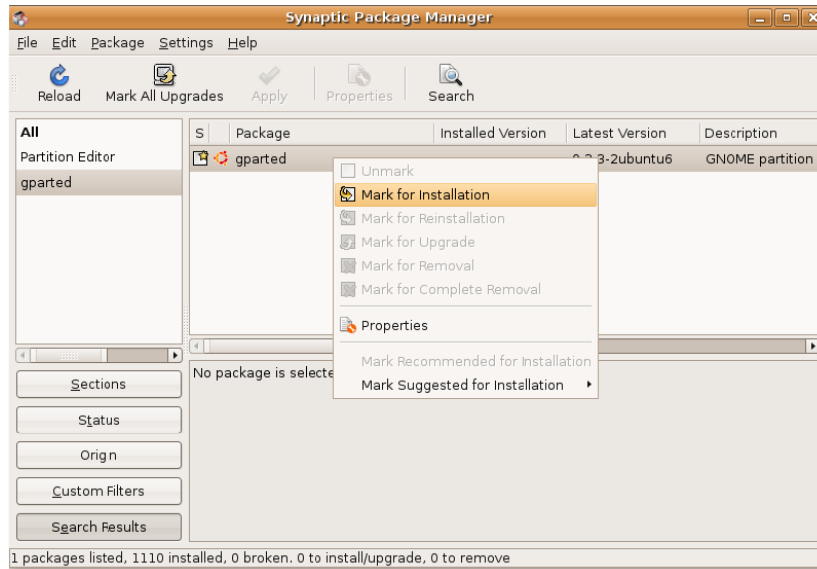 Synaptic Package Manager
File Edit Package Settings Help
Reload Mark All Upgrades Apply Properties Search
All
Partition Editor
gparted
S Package Installed Version Latest Version Description
gparted 0.3.3-2ubuntu6 GNOME partition
Unmark
Mark for Installation
Mark for Reinstallation
Mark for Upgrade
Mark for Removal
Mark for Complete Removal
Properties
Mark Recommended for Installation
Mark Suggested for Installation
No package is selecte
Sections
Status
Orign
Custom Filters
Search Results
1 packages listed, 1110 installed, 0 broken. 0 to install/upgrade, 0 to remove